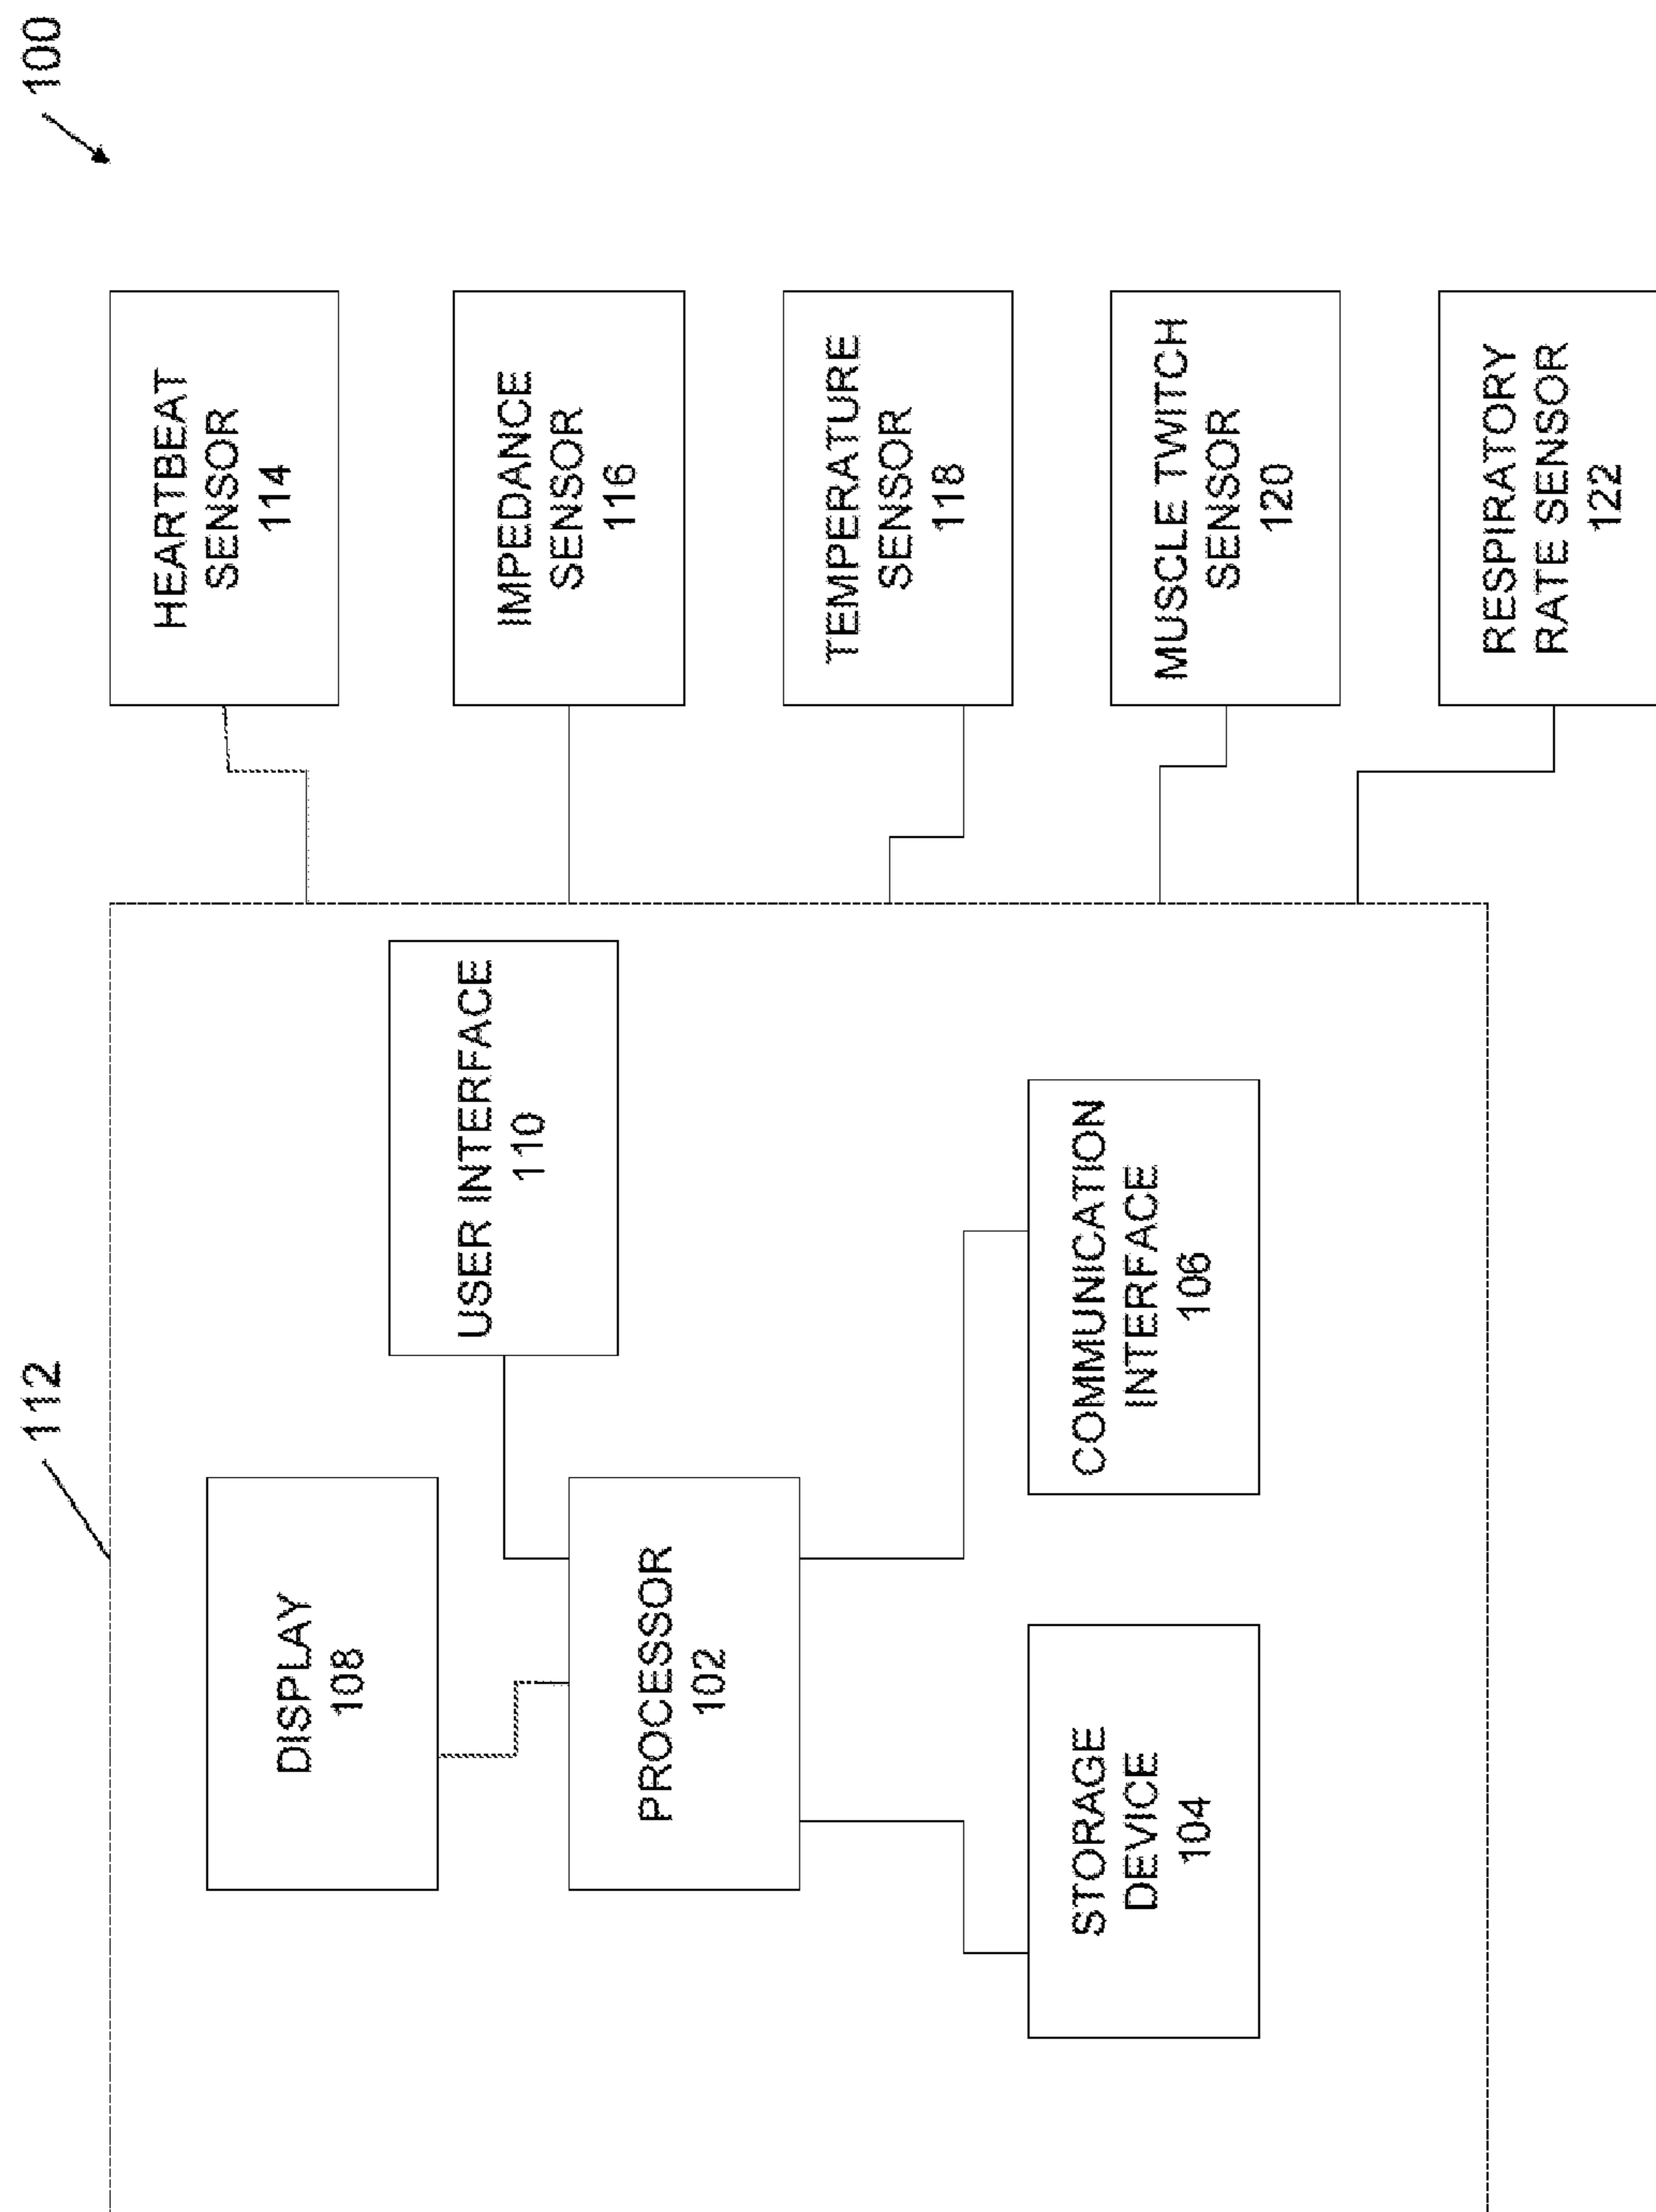 100
112
HEARTBEAT
SENSOR
114
IMPEDANCE
SENSOR
116
TEMPERATURE
SENSOR
118
MUSCLE TWITCH
SENSOR
120
RESPIRATORY
RATE SENSOR
122
DISPLAY
108
USER INTERFACE
110
PROCESSOR
102
STORAGE
DEVICE
104
COMMUNICATION
INTERFACE
106